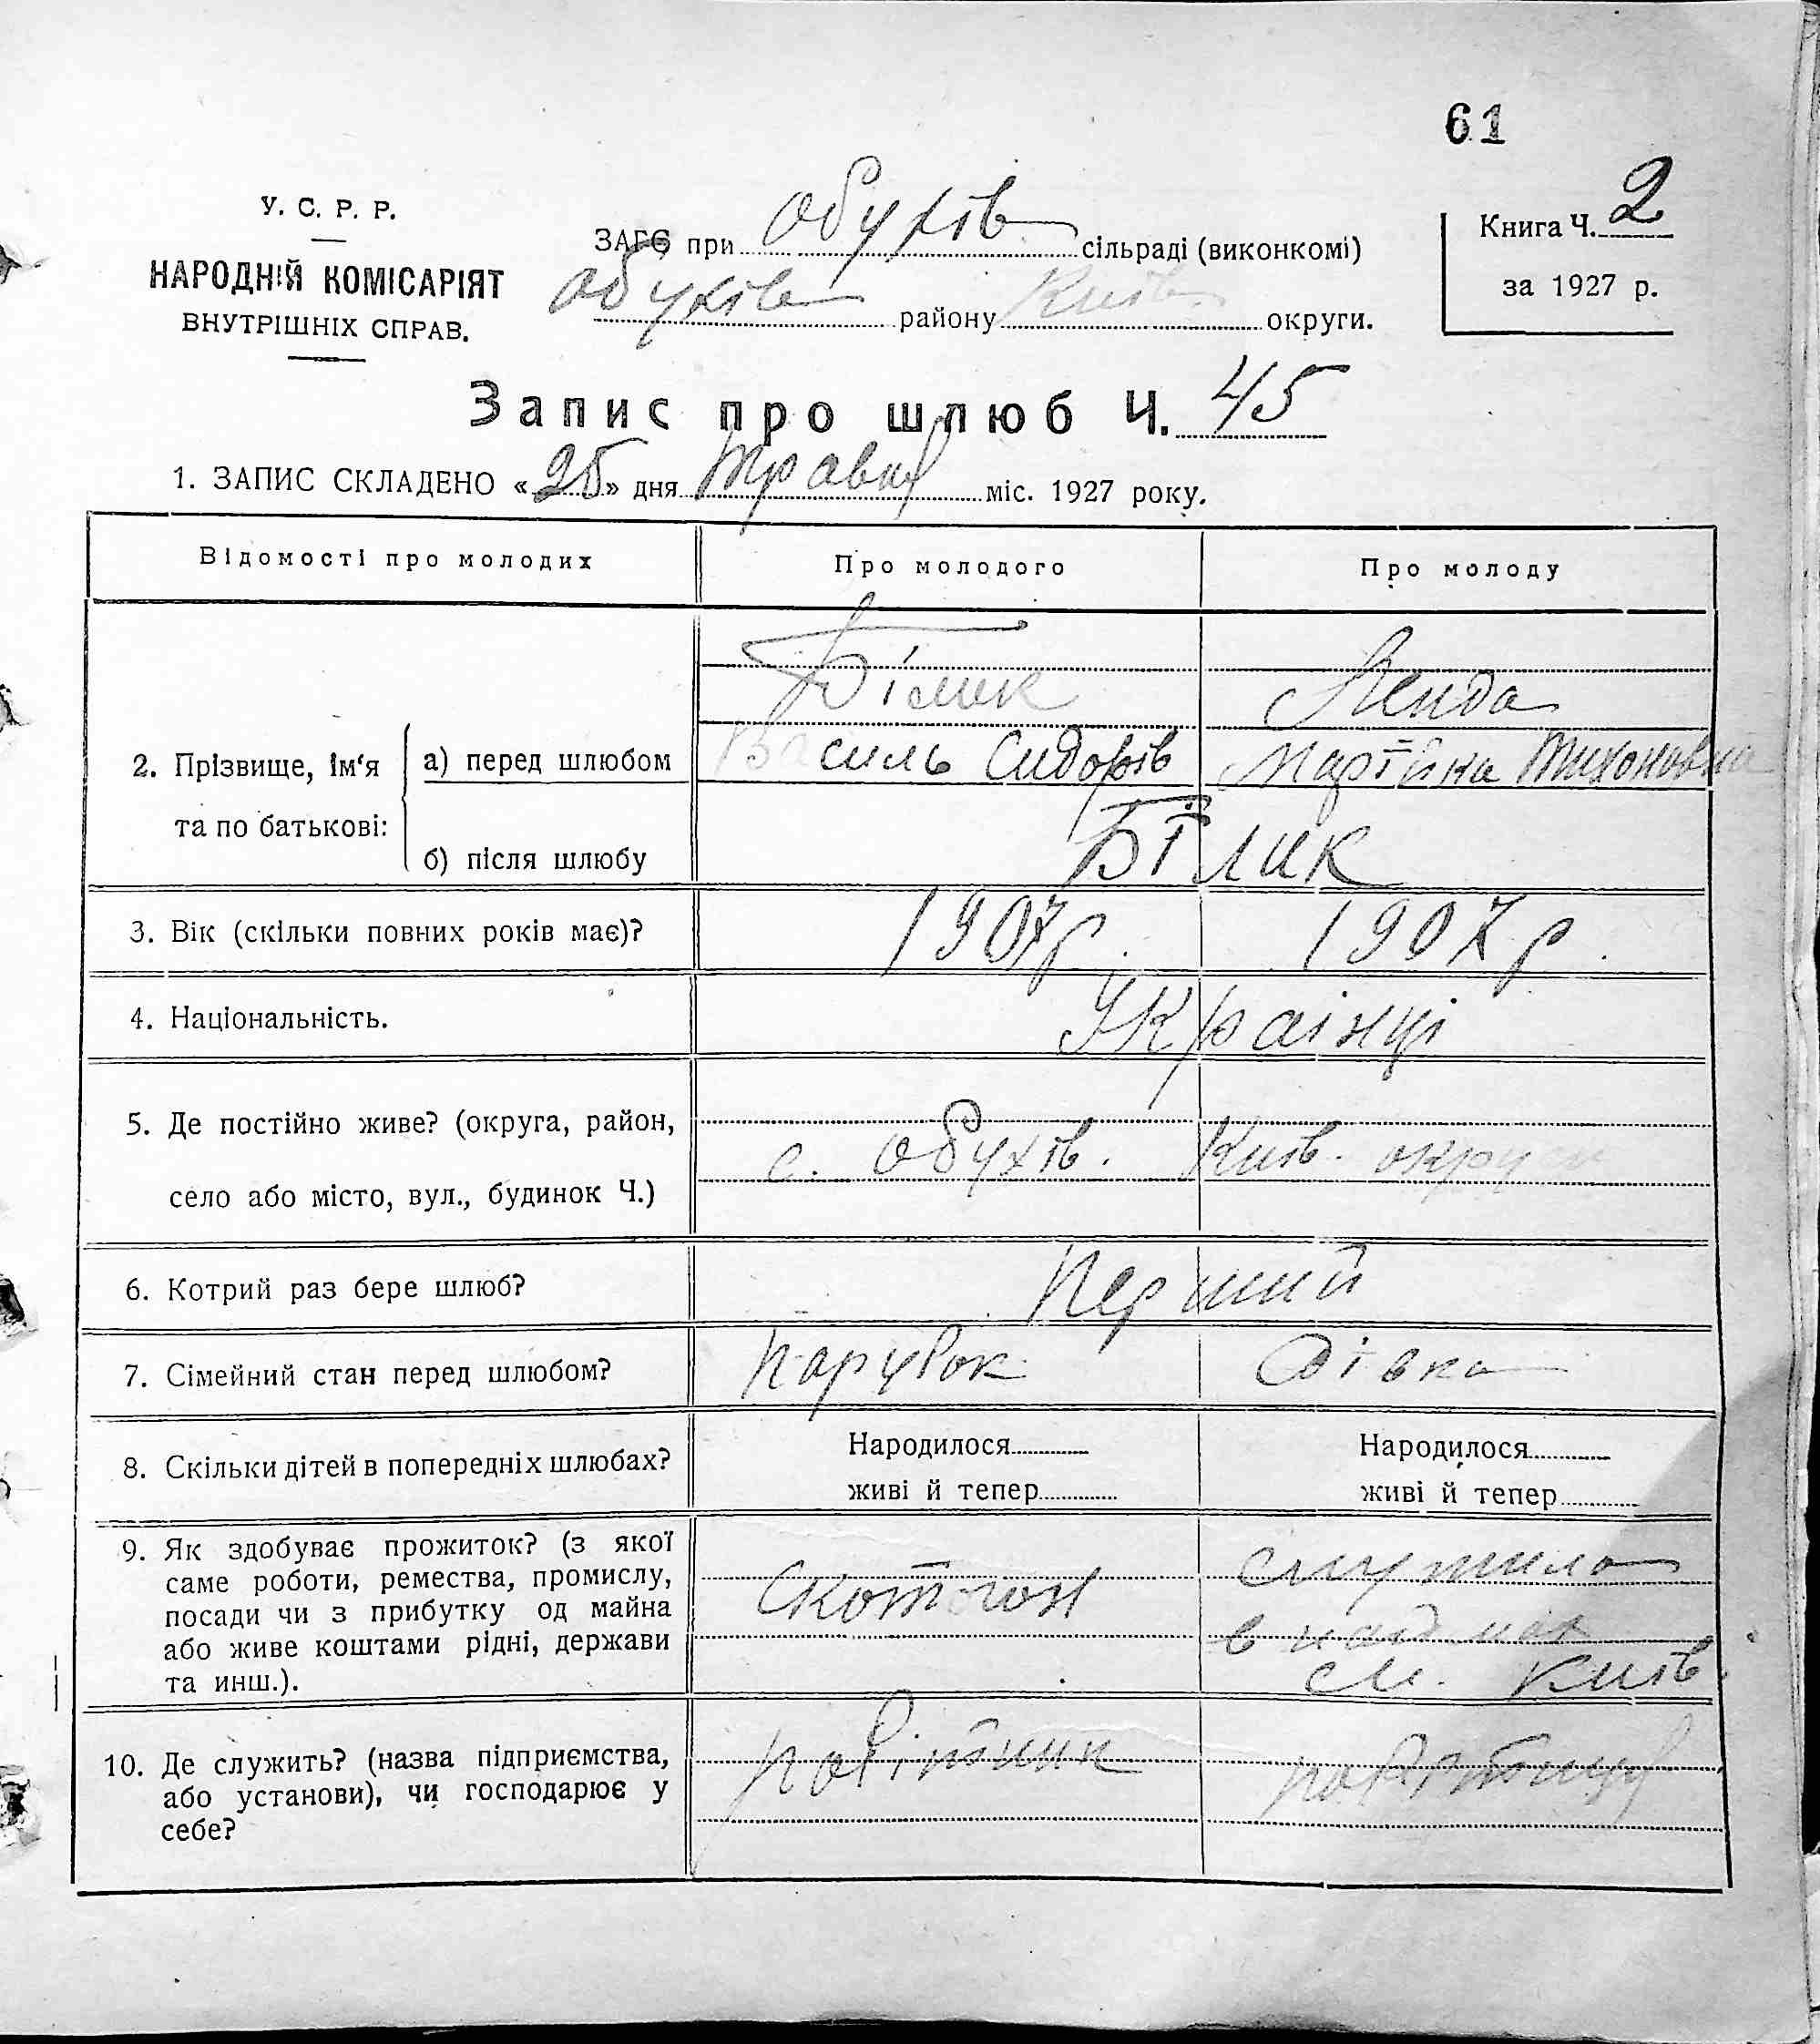 61
У. С. Р. Р.
НАРОДНІЙ КОМІСАРІЯТ
ВНУТРІШНІХ СПРАВ.
ЗАГС при Обухів сільраді (виконкомі)
Обухів району Київ. округи.
Книга Ч. 2
за 1927 р.
Запис про шлюб Ч. 45
1. ЗАПИС СКЛАДЕНО «25» дня травня міс. 1927 року.
Відомості про молодих
Про молодого
Про молоду
2. Прізвище, ім'я
та по батькові:
а) перед шлюбом
Білик
Василь Сидорів
Ленда
Марійка Тихоновна
б) після шлюбу
Білик
3. Вік (скільки повних років має)?
1907 р.
1907 р.
4. Національність.
Украінці
5. Де постійно живе? (округа, район,
село або місто, вул., будинок Ч.)
с. Обухів. Київ. округи
6. Котрий раз бере шлюб?
Перший
7. Сімейний стан перед шлюбом?
парубок
дівка
8. Скільки дітей в попередніх шлюбах?
Народилося
живі й тепер
Народилося
живі й тепер
9. Як здобуває прожиток? (з якої
саме роботи, ремества, промислу,
посади чи з прибутку од майна
або живе коштами рідні, держави
та инш.).
скотогон
служила
в
см. Київ.
10. Де служить? (назва підприємства,
або установи), чи господарює у
себе?
робітник